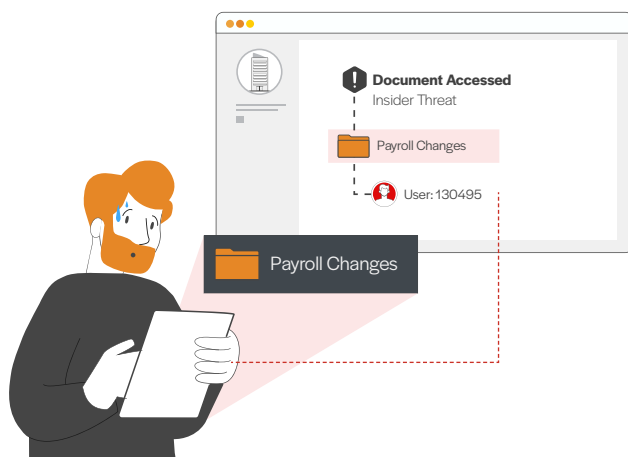 Document Accessed
Insider Threat
Payroll Changes
User: 130495
Payroll Changes